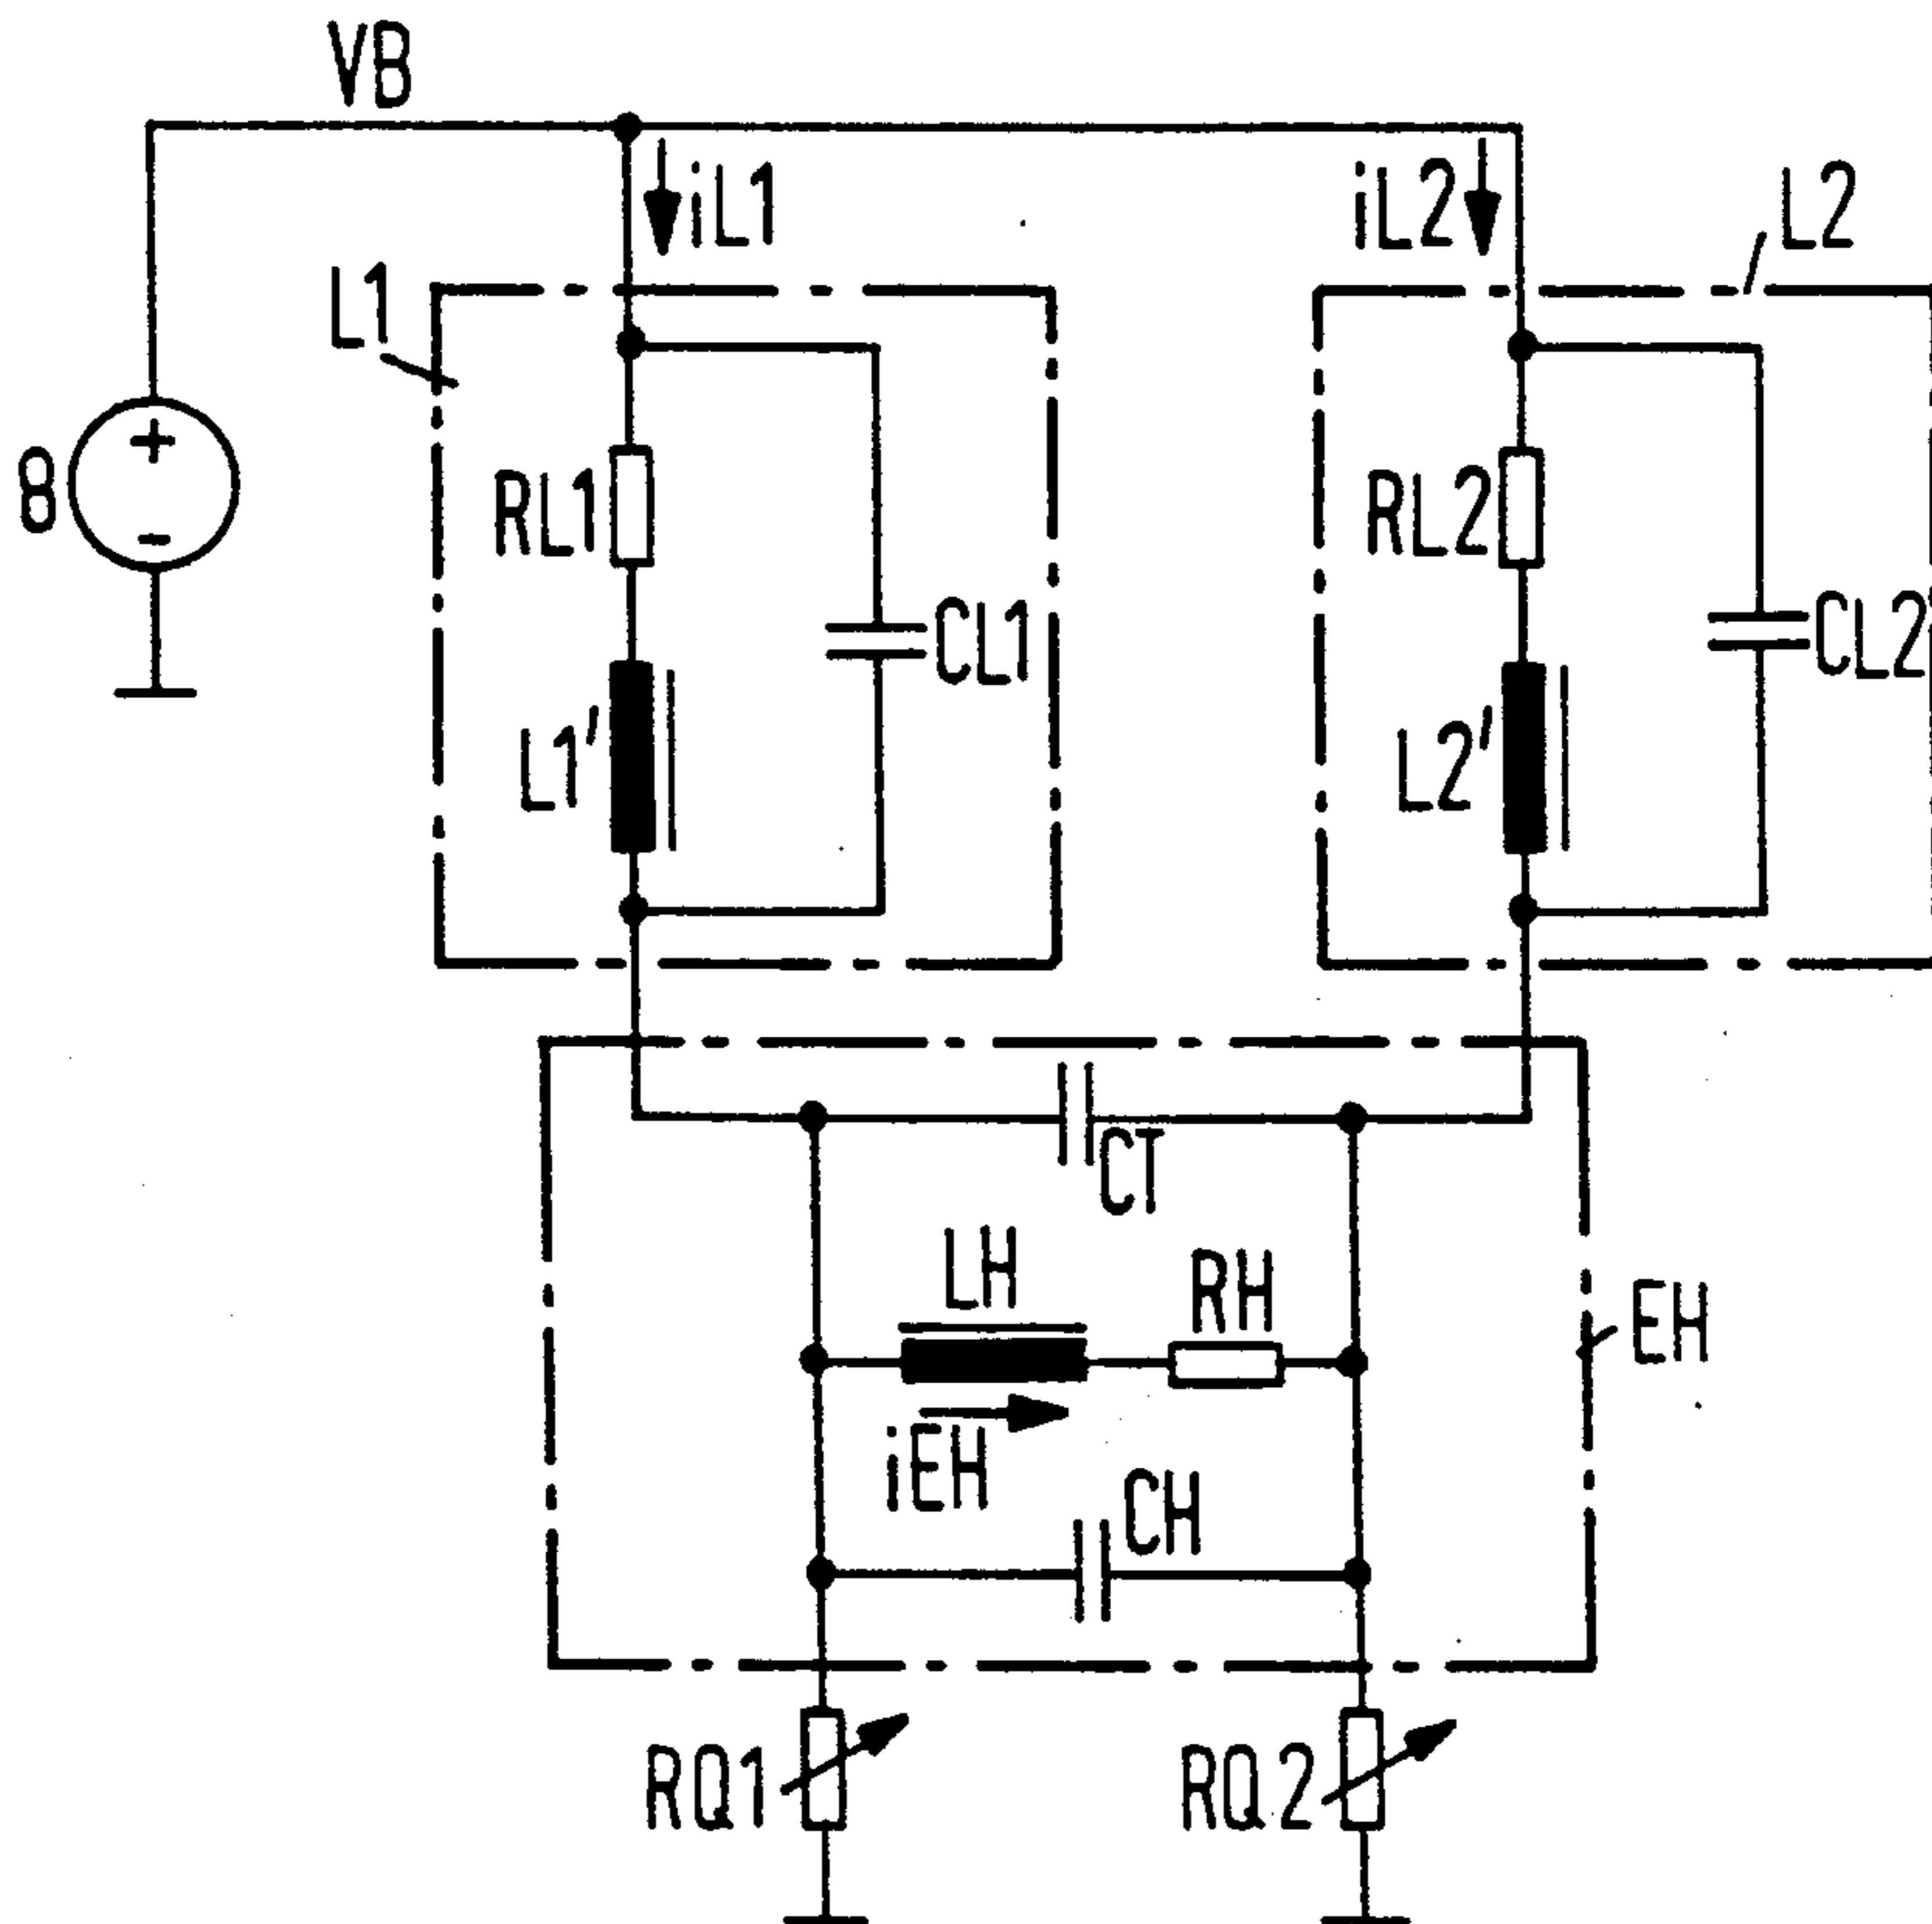 VB
iL1
iL2
L2
L1
+
8
-
RL1
RL2
CL1
CL2
L1'
L2'
CT
LH
RH
EH
iEH
CH
RQ1
RQ2